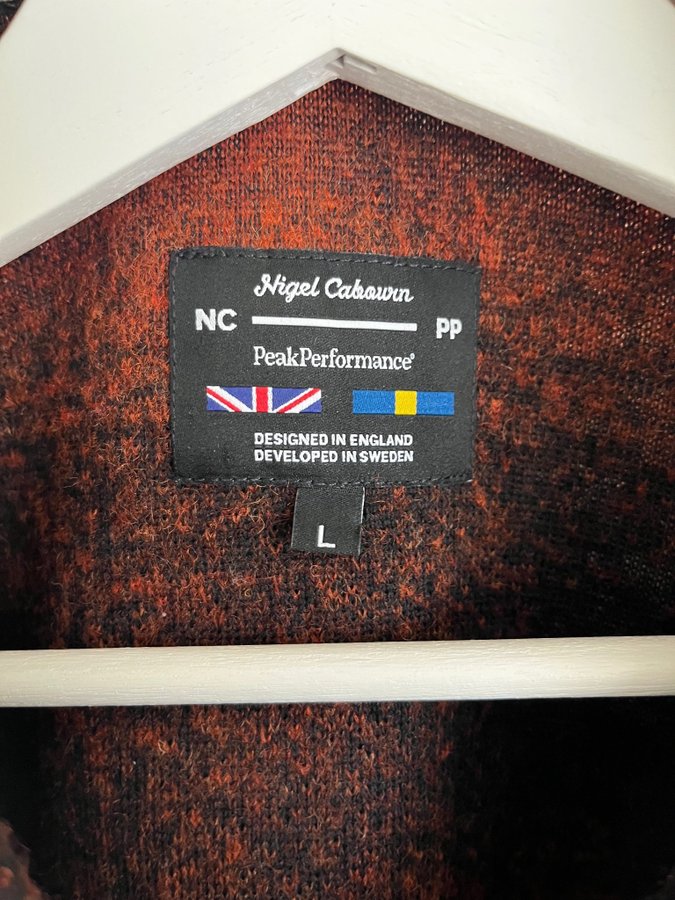 Nigel Cabourn
NC PP
PeakPerformance®
DESIGNED IN ENGLAND
DEVELOPED IN SWEDEN
L